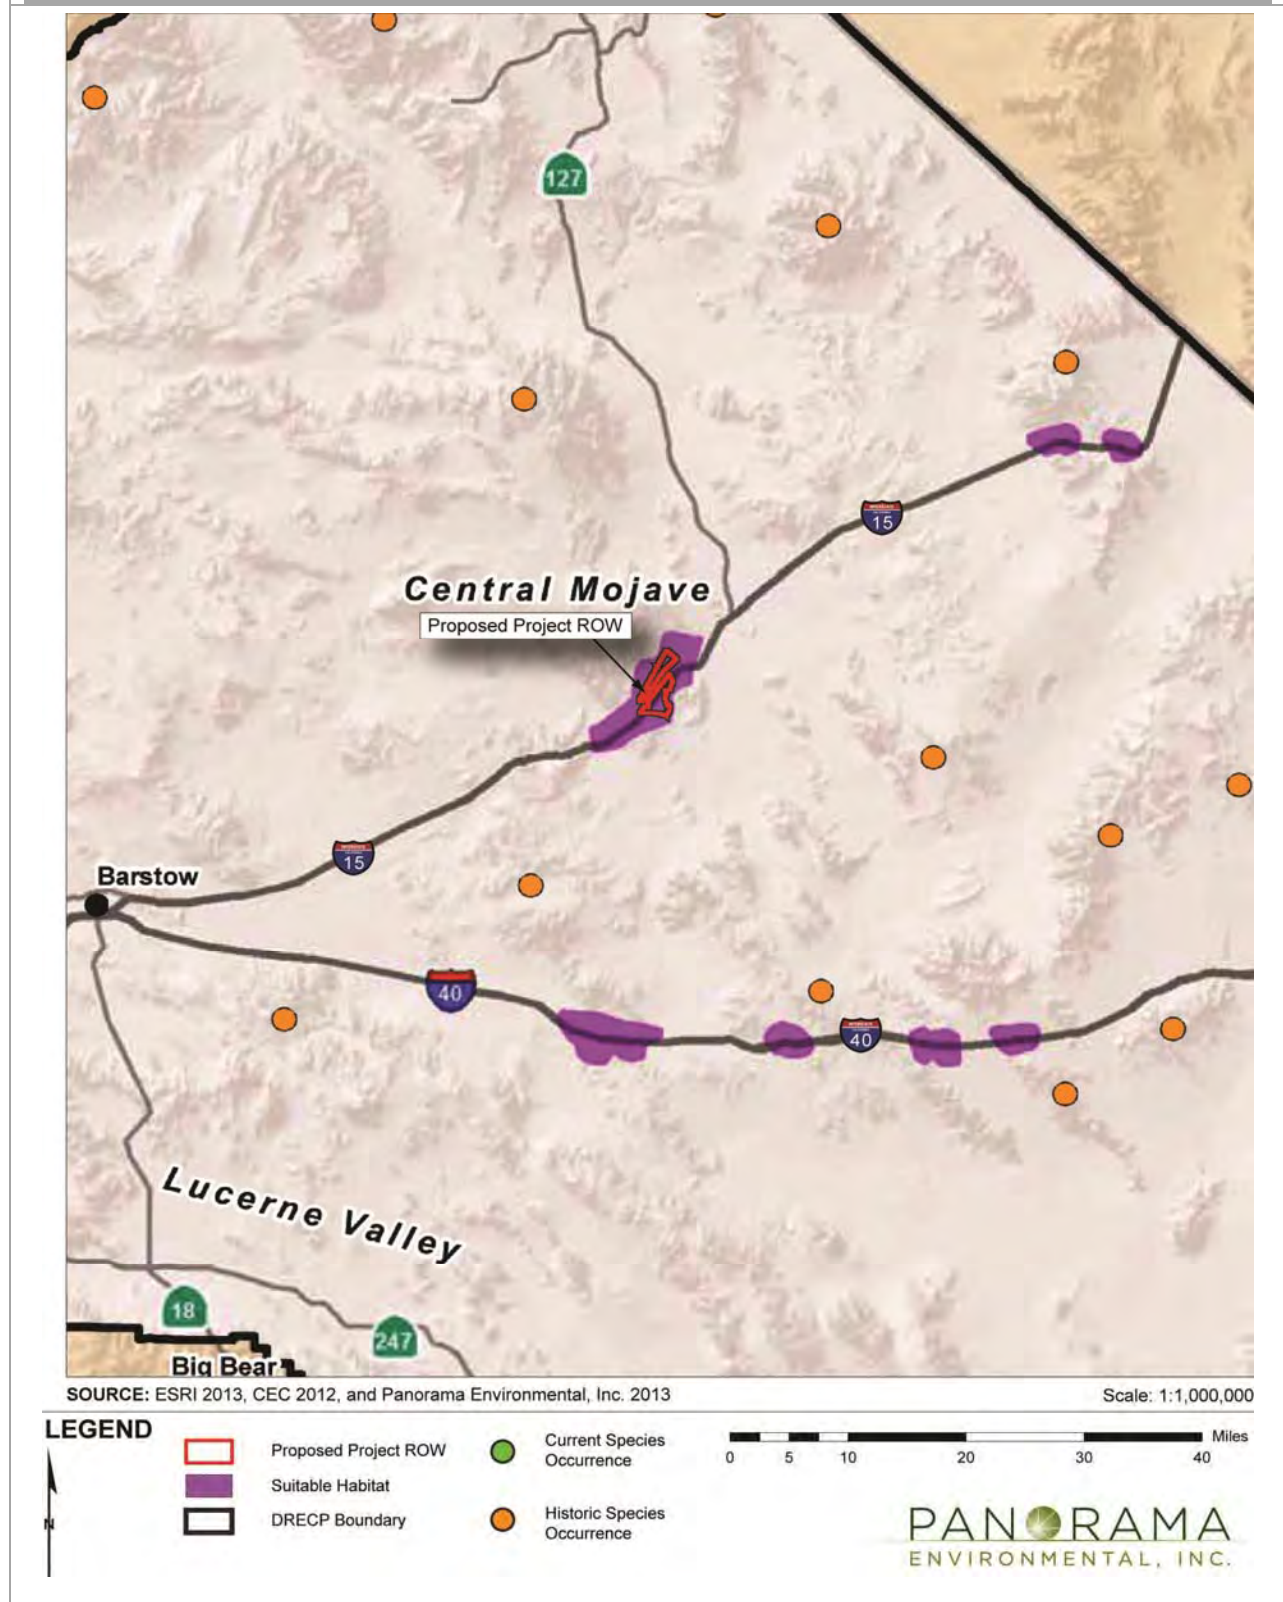 127
15
Central Mojave
Proposed Project ROW
15
Barstow
40
40
Lucerne Valley
18
247
Big Bear
SOURCE: ESRI 2013, CEC 2012, and Panorama Environmental, Inc. 2013
Scale: 1:1,000,000
LEGEND
N
Proposed Project ROW
Suitable Habitat
DRECP Boundary
Current Species
Occurrence
Historic Species
Occurrence
Miles
0 5 10 20 30 40
PANORAMA
ENVIRONMENTAL, INC.